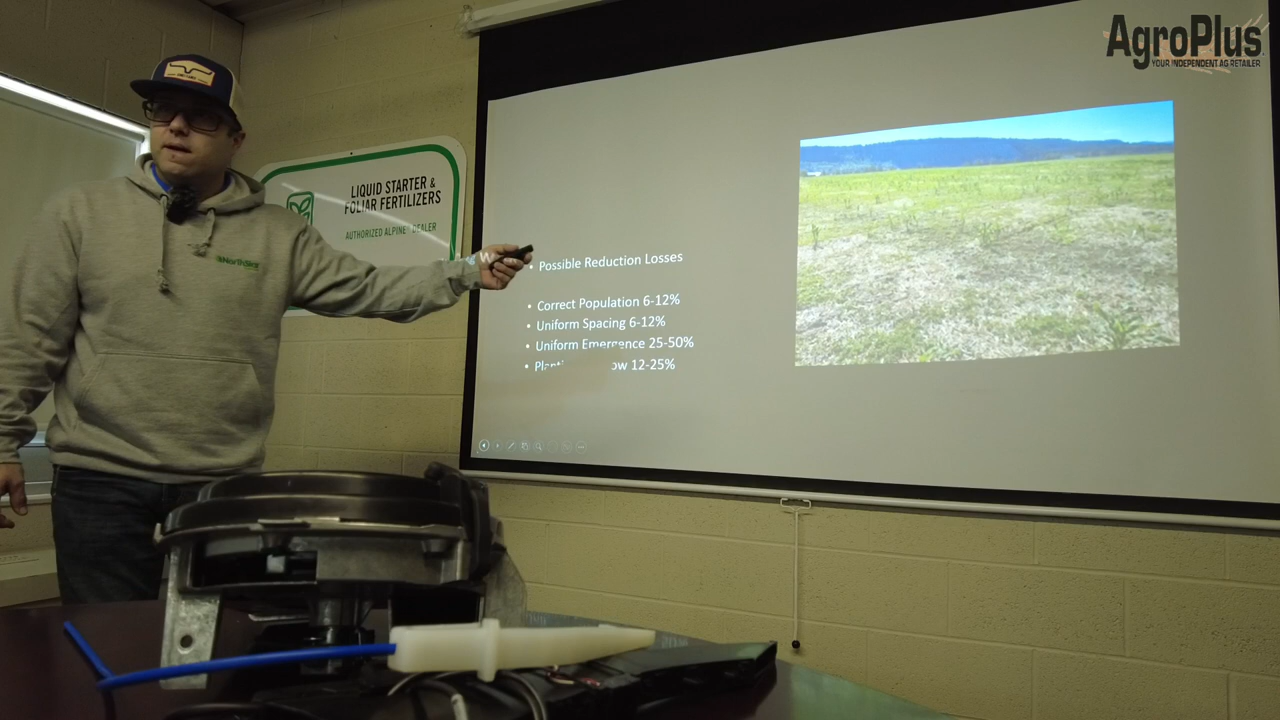 AgroPlus
YOUR INDEPENDENT AG RETAILER
LIQUID STARTER &
FOLIAR FERTILIZERS
AUTHORIZED ALPINE DEALER
• Possible Reduction Losses
• Correct Population 6-12%
• Uniform Spacing 6-12%
• Uniform Emergence 25-50%
• 12-25%